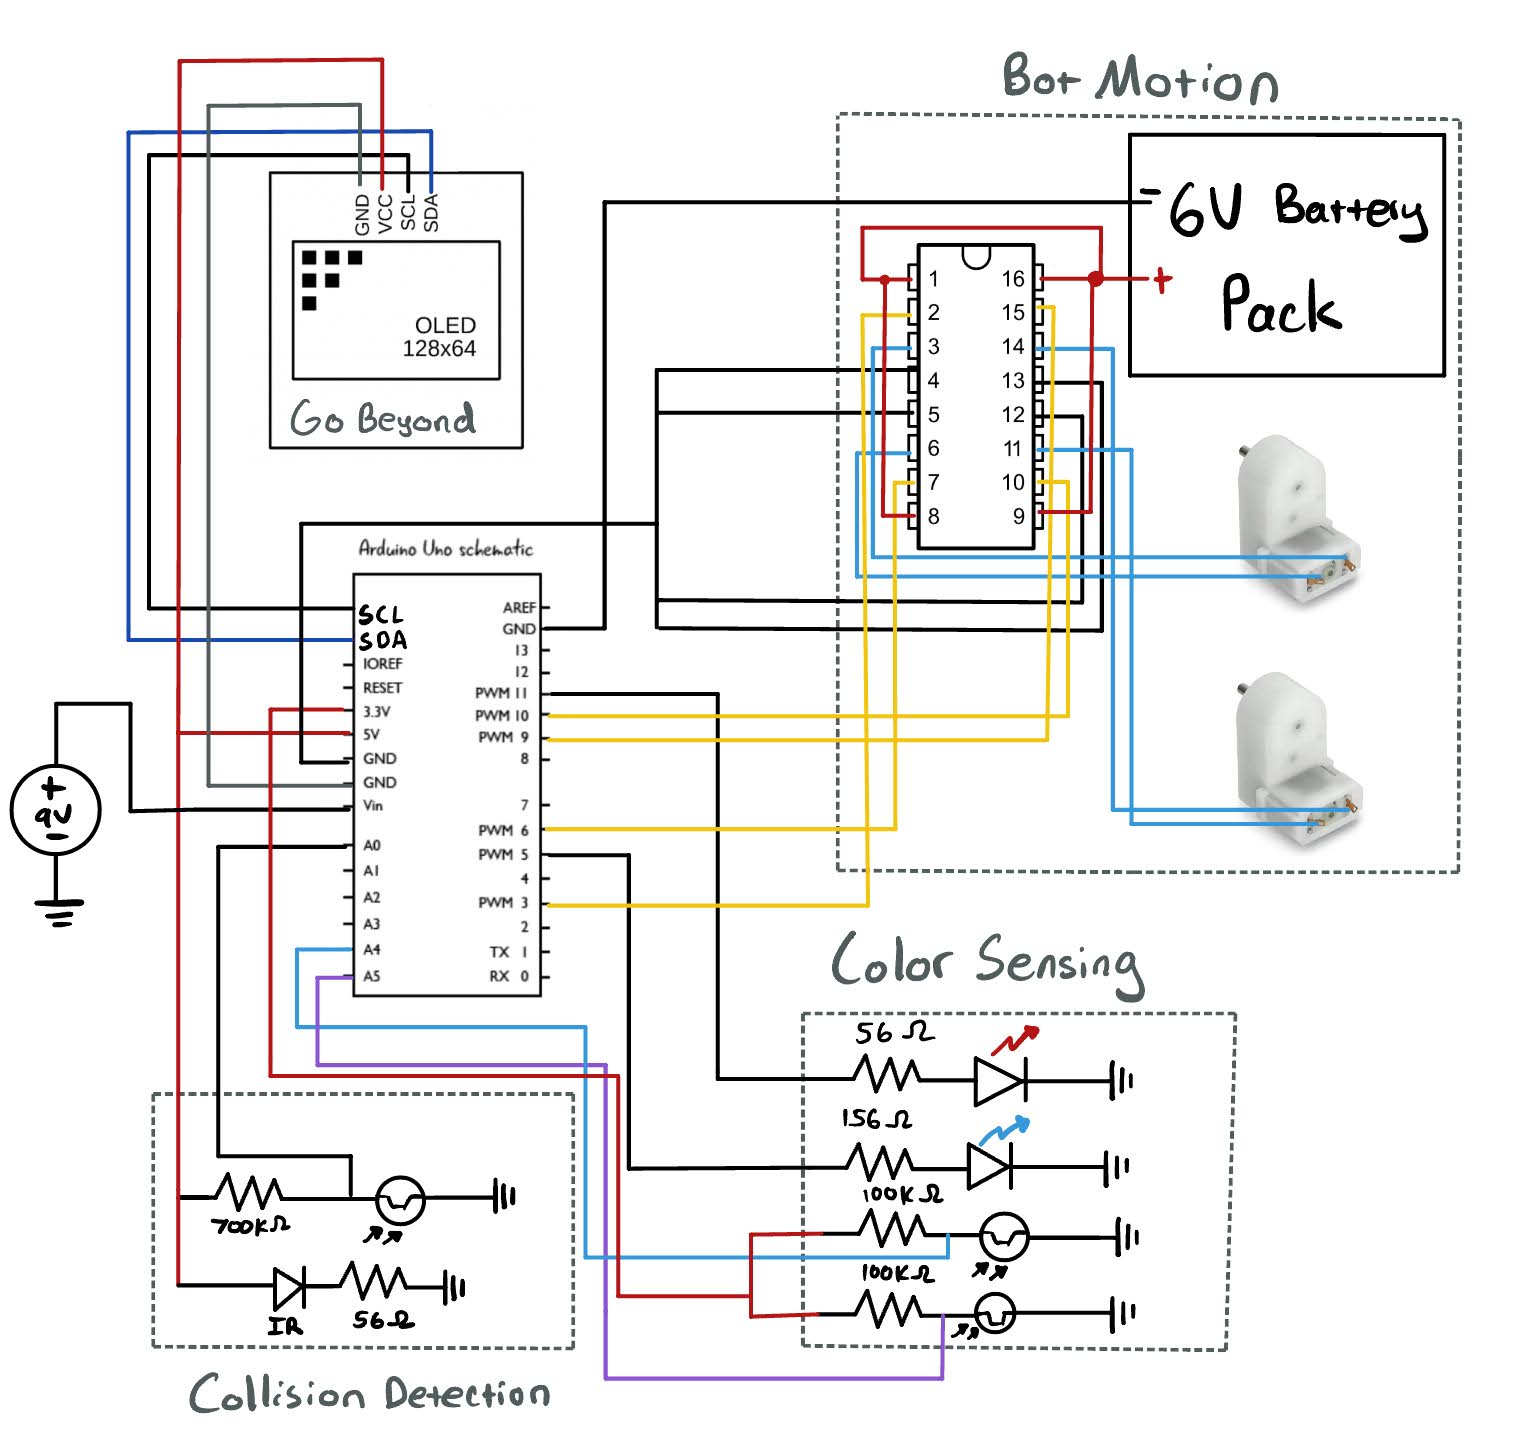 Bot Motion
GND
VCC
SCL
SDA
OLED
128x64
Go Beyond
- 6V Battery
+
Pack
1 16
2 15
3 14
4 13
5 12
6 11
7 10
8 9
Arduino Uno schematic
SCL
SDA
IOREF
RESET
3.3V
5V
GND
GND
Vin
A0
A1
A2
A3
A4
A5
AREF
GND
13
12
PWM 11
PWM 10
PWM 9
8
7
PWM 6
PWM 5
4
PWM 3
2
TX 1
RX 0
+
9V
-
Color Sensing
56 Ω
156 Ω
100K Ω
100K Ω
700K Ω
IR
56 Ω
Collision Detection